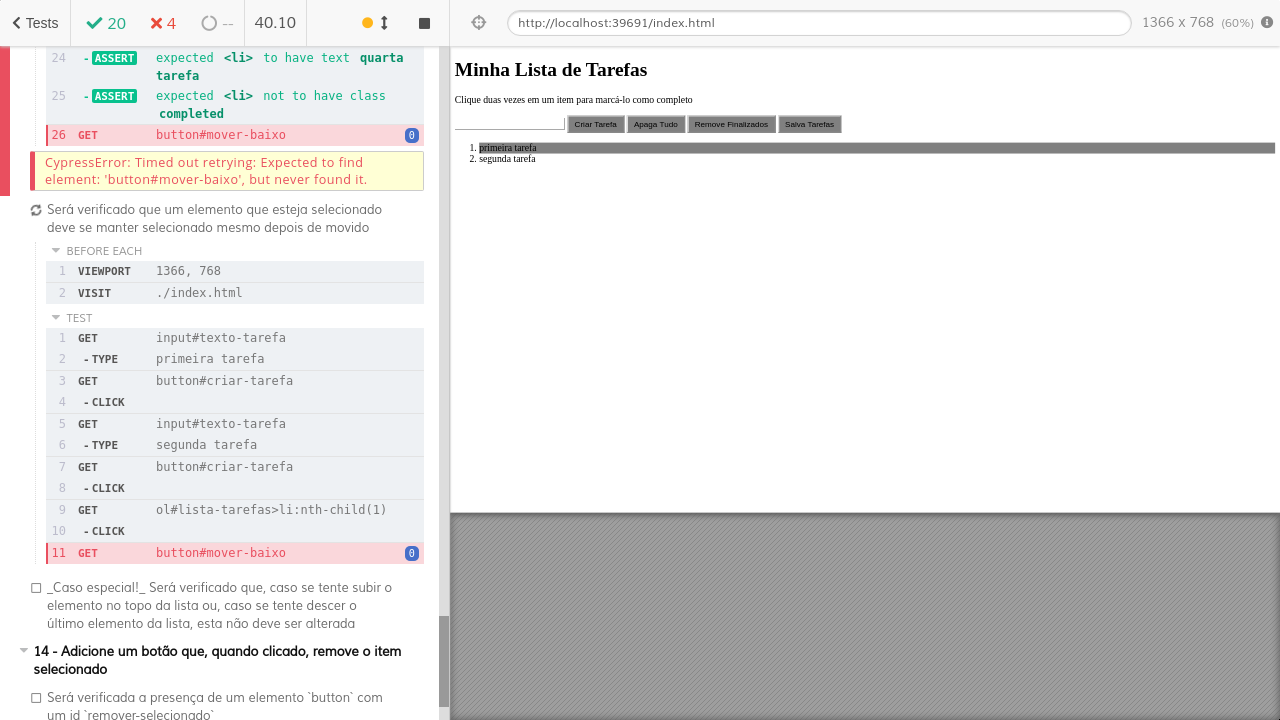 Tests
20
4
--
40.10
http://localhost:39691/index.html
1366 x 768 (60%)
24 - ASSERT expected <li> to have text quarta
tarefa
25 - ASSERT expected <li> not to have class
completed
26 GET button#mover-baixo 0
CypressError: Timed out retrying: Expected to find
element: 'button#mover-baixo', but never found it.
Será verificado que um elemento que esteja selecionado
deve se manter selecionado mesmo depois de movido
BEFORE EACH
1 VIEWPORT 1366, 768
2 VISIT ./index.html
TEST
1 GET input#texto-tarefa
2 - TYPE primeira tarefa
3 GET button#criar-tarefa
4 - CLICK
5 GET input#texto-tarefa
6 - TYPE segunda tarefa
7 GET button#criar-tarefa
8 - CLICK
9 GET ol#lista-tarefas>li:nth-child(1)
10 - CLICK
11 GET button#mover-baixo 0
_Caso especial!_ Será verificado que, caso se tente subir o
elemento no topo da lista ou, caso se tente descer o
último elemento da lista, esta não deve ser alterada
14 - Adicione um botão que, quando clicado, remove o item
selecionado
Será verificada a presença de um elemento `button` com
um id `remover-selecionado`
Minha Lista de Tarefas
Clique duas vezes em um item para marcá-lo como completo
Criar Tarefa Apaga Tudo Remove Finalizados Salva Tarefas
1. primeira tarefa
2. segunda tarefa